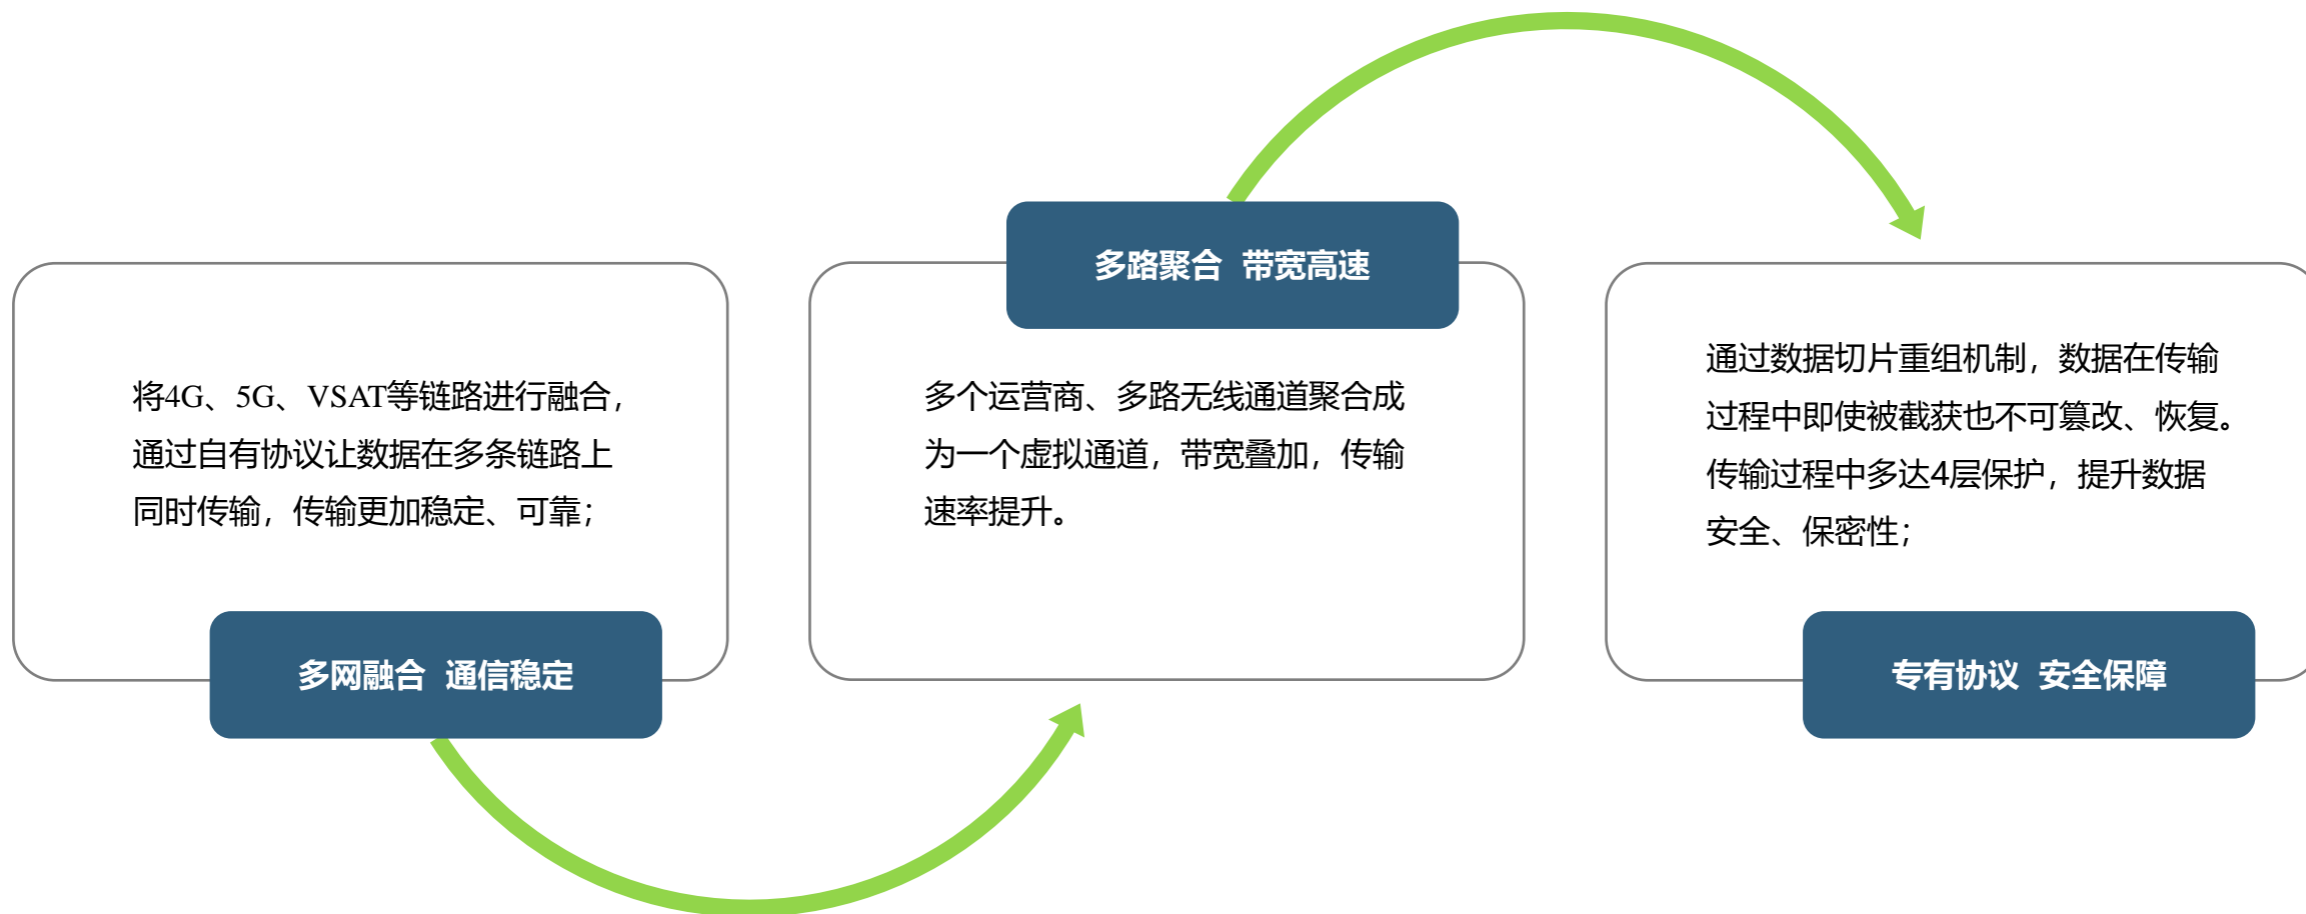 将4G、5G、VSAT等链路进行融合，
通过自有协议让数据在多条链路上
同时传输，传输更加稳定、可靠；
多网融合 通信稳定
多路聚合 带宽高速
多个运营商、多路无线通道聚合成
为一个虚拟通道，带宽叠加，传输
速率提升。
通过数据切片重组机制，数据在传输
过程中即使被截获也不可篡改、恢复。
传输过程中多达4层保护，提升数据
安全、保密性；
专有协议 安全保障